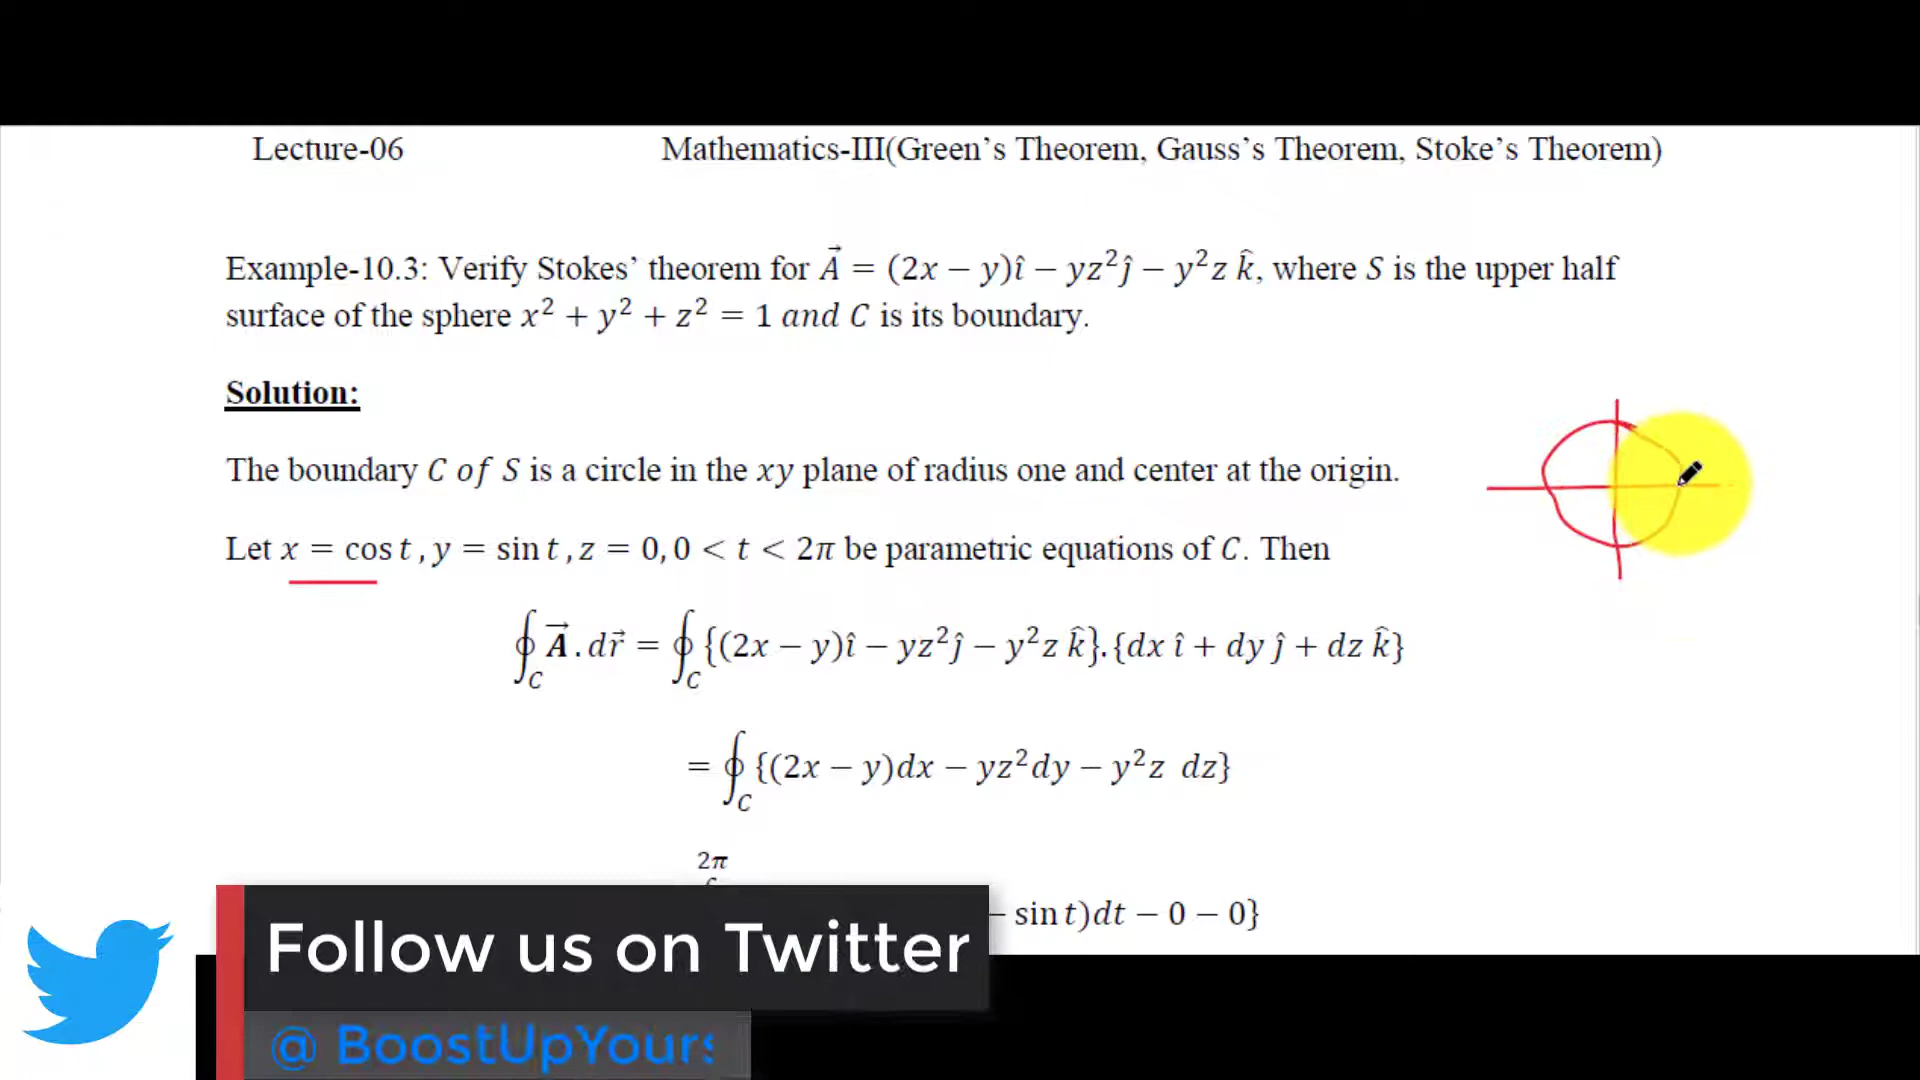 Lecture-06 Mathematics-III(Green’s Theorem, Gauss’s Theorem, Stoke’s Theorem)
Example-10.3: Verify Stokes’ theorem for A⃗ = (2x − y)î − yz²ĵ − y²z k̂, where S is the upper half
surface of the sphere x² + y² + z² = 1 and C is its boundary.
Solution:
The boundary C of S is a circle in the xy plane of radius one and center at the origin.
Let x = cos t , y = sin t , z = 0, 0 < t < 2π be parametric equations of C. Then
∮_C A⃗ . dr⃗ = ∮_C {(2x − y)î − yz²ĵ − y²z k̂}. {dx î + dy ĵ + dz k̂}
= ∮_C {(2x − y)dx − yz²dy − y²z dz}
2π
− sin t)dt − 0 − 0}
Follow us on Twitter
@ BoostUpYours